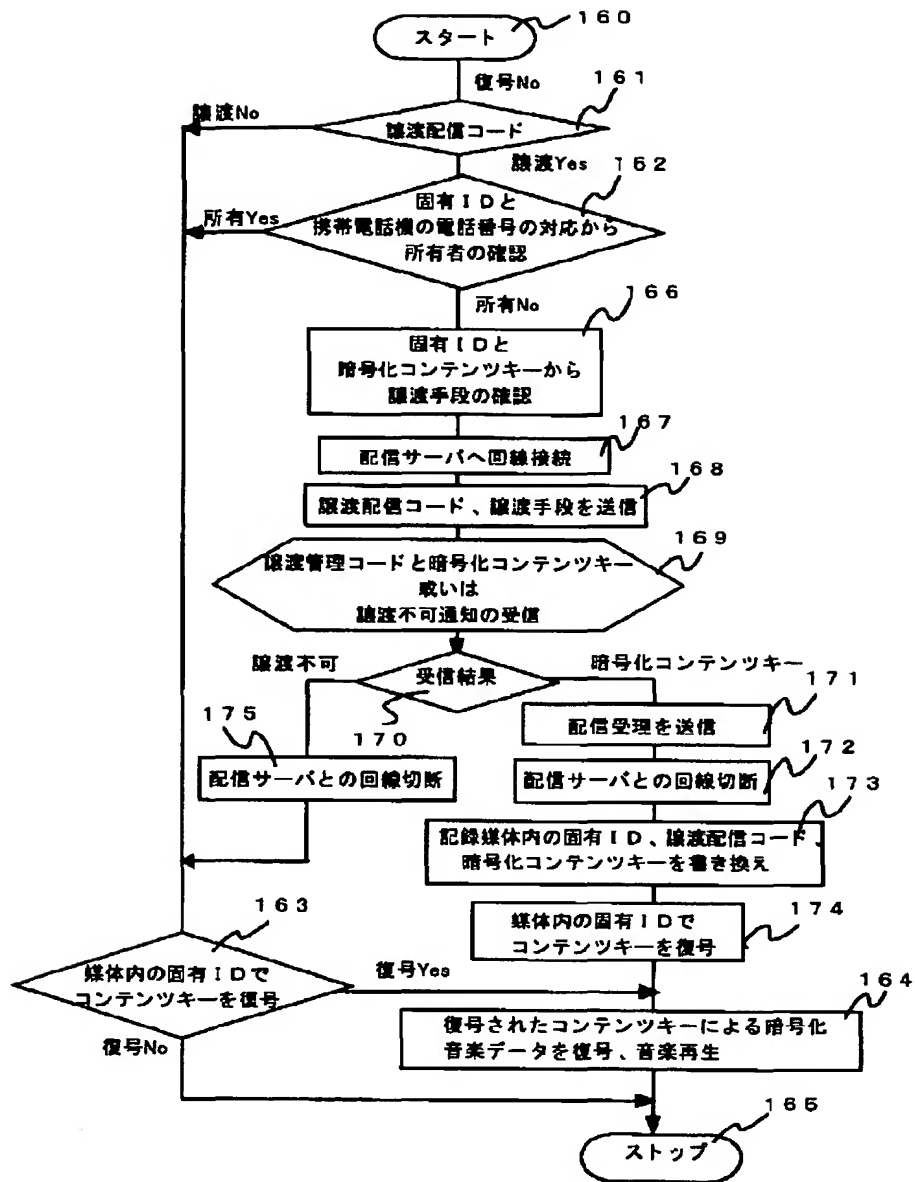 160
スタート
復号No
161
譲渡No
譲渡配信コード
譲渡Yes
162
固有IDと
携帯電話機の電話番号の対応から
所有者の確認
所有Yes
所有No
166
固有IDと
暗号化コンテンツキーから
譲渡手段の確認
167
配信サーバへ回線接続
168
譲渡配信コード、譲渡手段を送信
169
譲渡管理コードと暗号化コンテンツキー
或いは
譲渡不可通知の受信
譲渡不可
受信結果
暗号化コンテンツキー
170
171
配信受理を送信
175
配信サーバとの回線切断
172
配信サーバとの回線切断
173
記録媒体内の固有ID、譲渡配信コード、
暗号化コンテンツキーを書き換え
174
媒体内の固有IDで
コンテンツキーを復号
163
媒体内の固有IDで
コンテンツキーを復号
復号Yes
復号No
164
復号されたコンテンツキーによる暗号化
音楽データを復号、音楽再生
165
ストップ